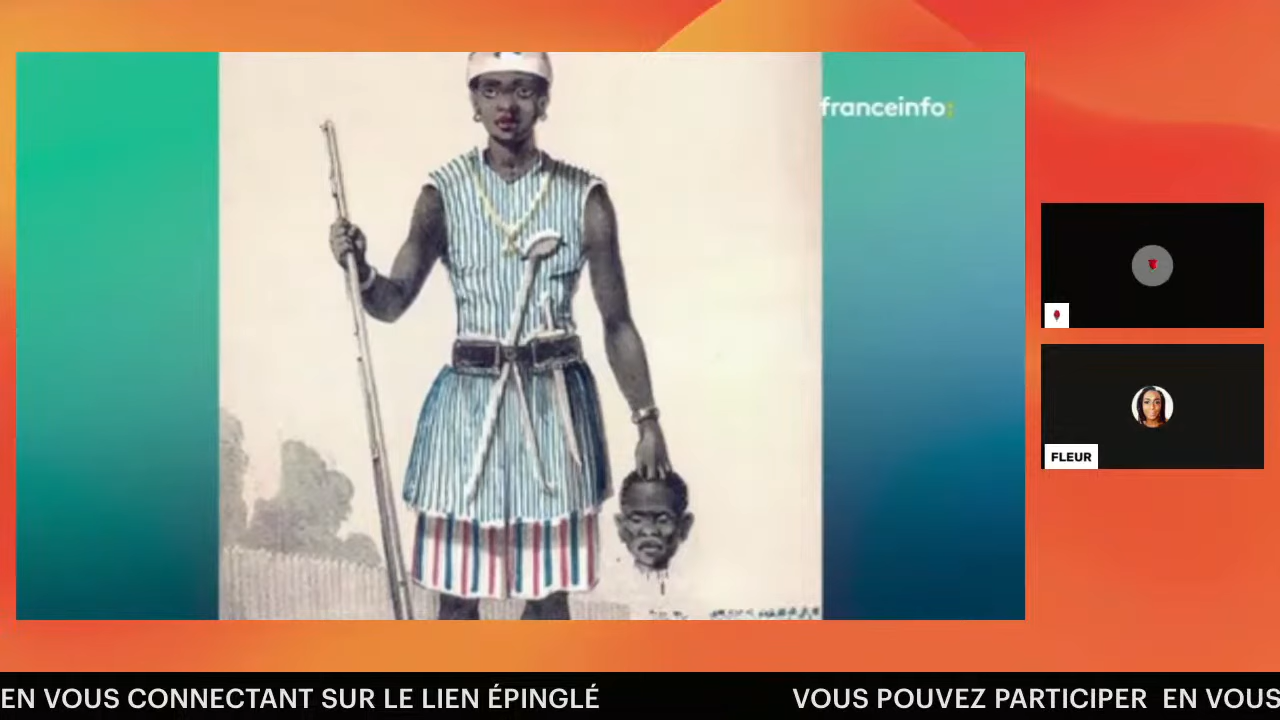 franceinfo:
FLEUR
EN VOUS CONNECTANT SUR LE LIEN ÉPINGLÉ VOUS POUVEZ PARTICIPER EN VOUS